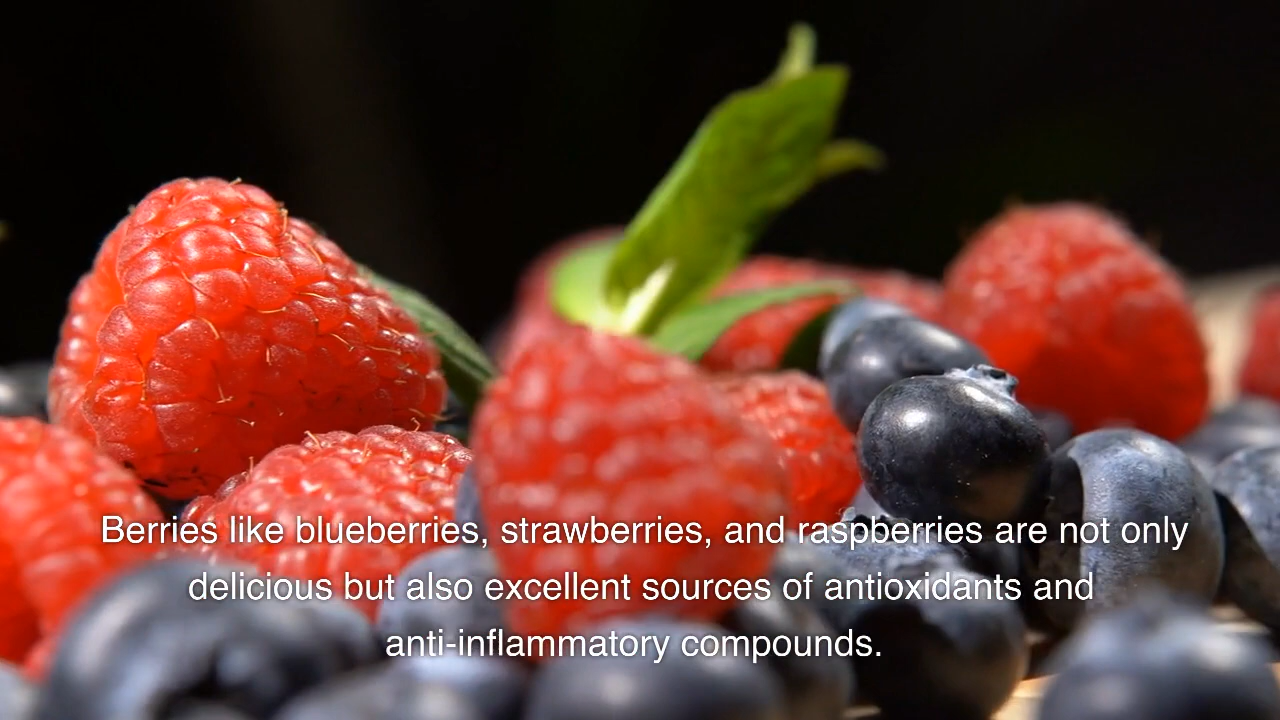 Berries like blueberries, strawberries, and raspberries are not only
delicious but also excellent sources of antioxidants and
anti-inflammatory compounds.